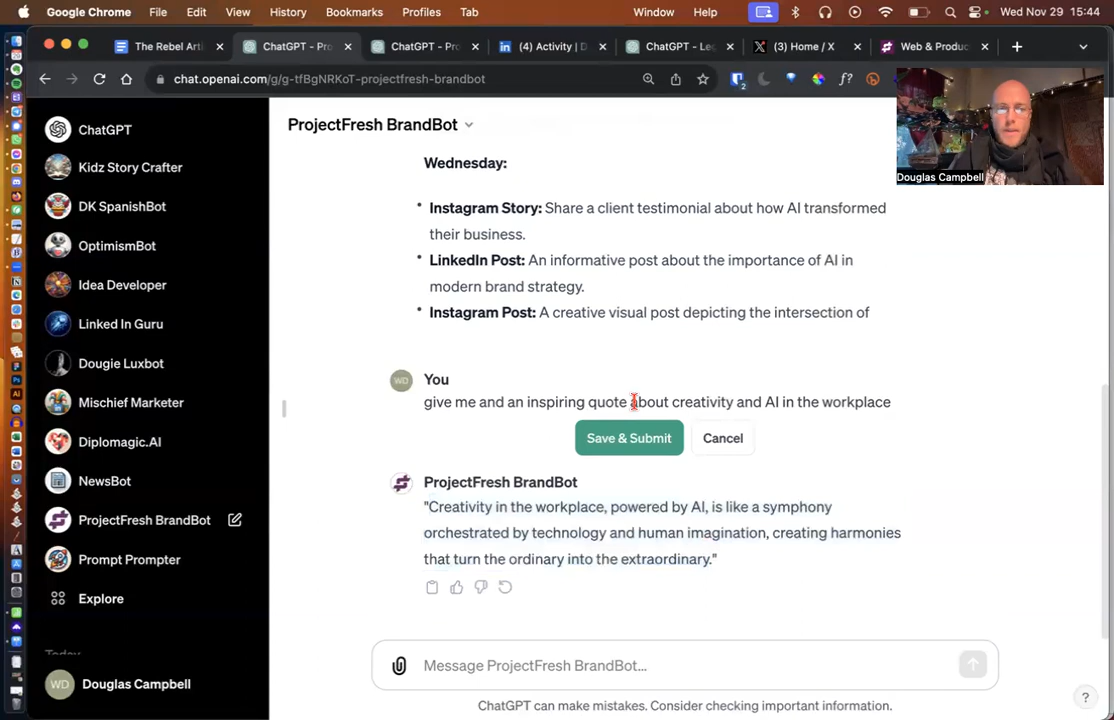 Google Chrome File Edit View History Bookmarks Profiles Tab Window Help Wed Nov 29 15:44
The Rebel Arti
ChatGPT - Pro
ChatGPT - Pro
(4) Activity | D
ChatGPT - Le
(3) Home / X
Web & Produc
chat.openai.com/g/g-tfBgNRKoT-projectfresh-brandbot
Douglas Campbell
ChatGPT
Kidz Story Crafter
DK SpanishBot
OptimismBot
Idea Developer
Linked In Guru
Dougie Luxbot
Mischief Marketer
Diplomagic.AI
NewsBot
ProjectFresh BrandBot
Prompt Prompter
Explore
Today
WD Douglas Campbell
ProjectFresh BrandBot
Wednesday:
• Instagram Story: Share a client testimonial about how AI transformed
their business.
• LinkedIn Post: An informative post about the importance of AI in
modern brand strategy.
• Instagram Post: A creative visual post depicting the intersection of
WD You
give me and an inspiring quote about creativity and AI in the workplace
Save & Submit Cancel
ProjectFresh BrandBot
"Creativity in the workplace, powered by AI, is like a symphony
orchestrated by technology and human imagination, creating harmonies
that turn the ordinary into the extraordinary."
Message ProjectFresh BrandBot...
ChatGPT can make mistakes. Consider checking important information.
?